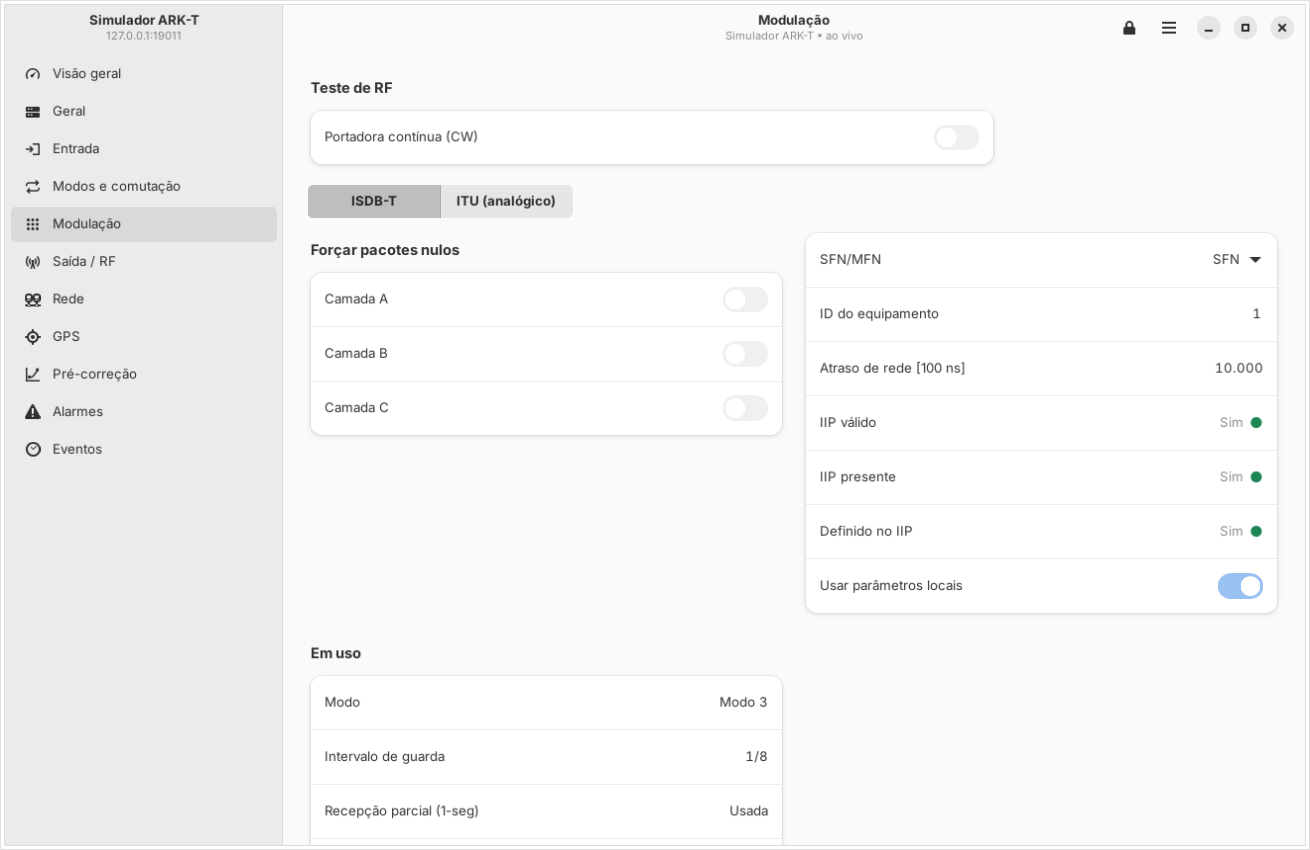 Simulador ARK-T
127.0.0.1:19011
Visão geral
Geral
Entrada
Modos e comutação
Modulação
Saída / RF
Rede
GPS
Pré-correção
Alarmes
Eventos
Modulação
Simulador ARK-T • ao vivo
Teste de RF
Portadora contínua (CW)
ISDB-T
ITU (analógico)
Forçar pacotes nulos
Camada A
Camada B
Camada C
SFN/MFN SFN
ID do equipamento 1
Atraso de rede [100 ns] 10.000
IIP válido Sim
IIP presente Sim
Definido no IIP Sim
Usar parâmetros locais
Em uso
Modo Modo 3
Intervalo de guarda 1/8
Recepção parcial (1-seg) Usada